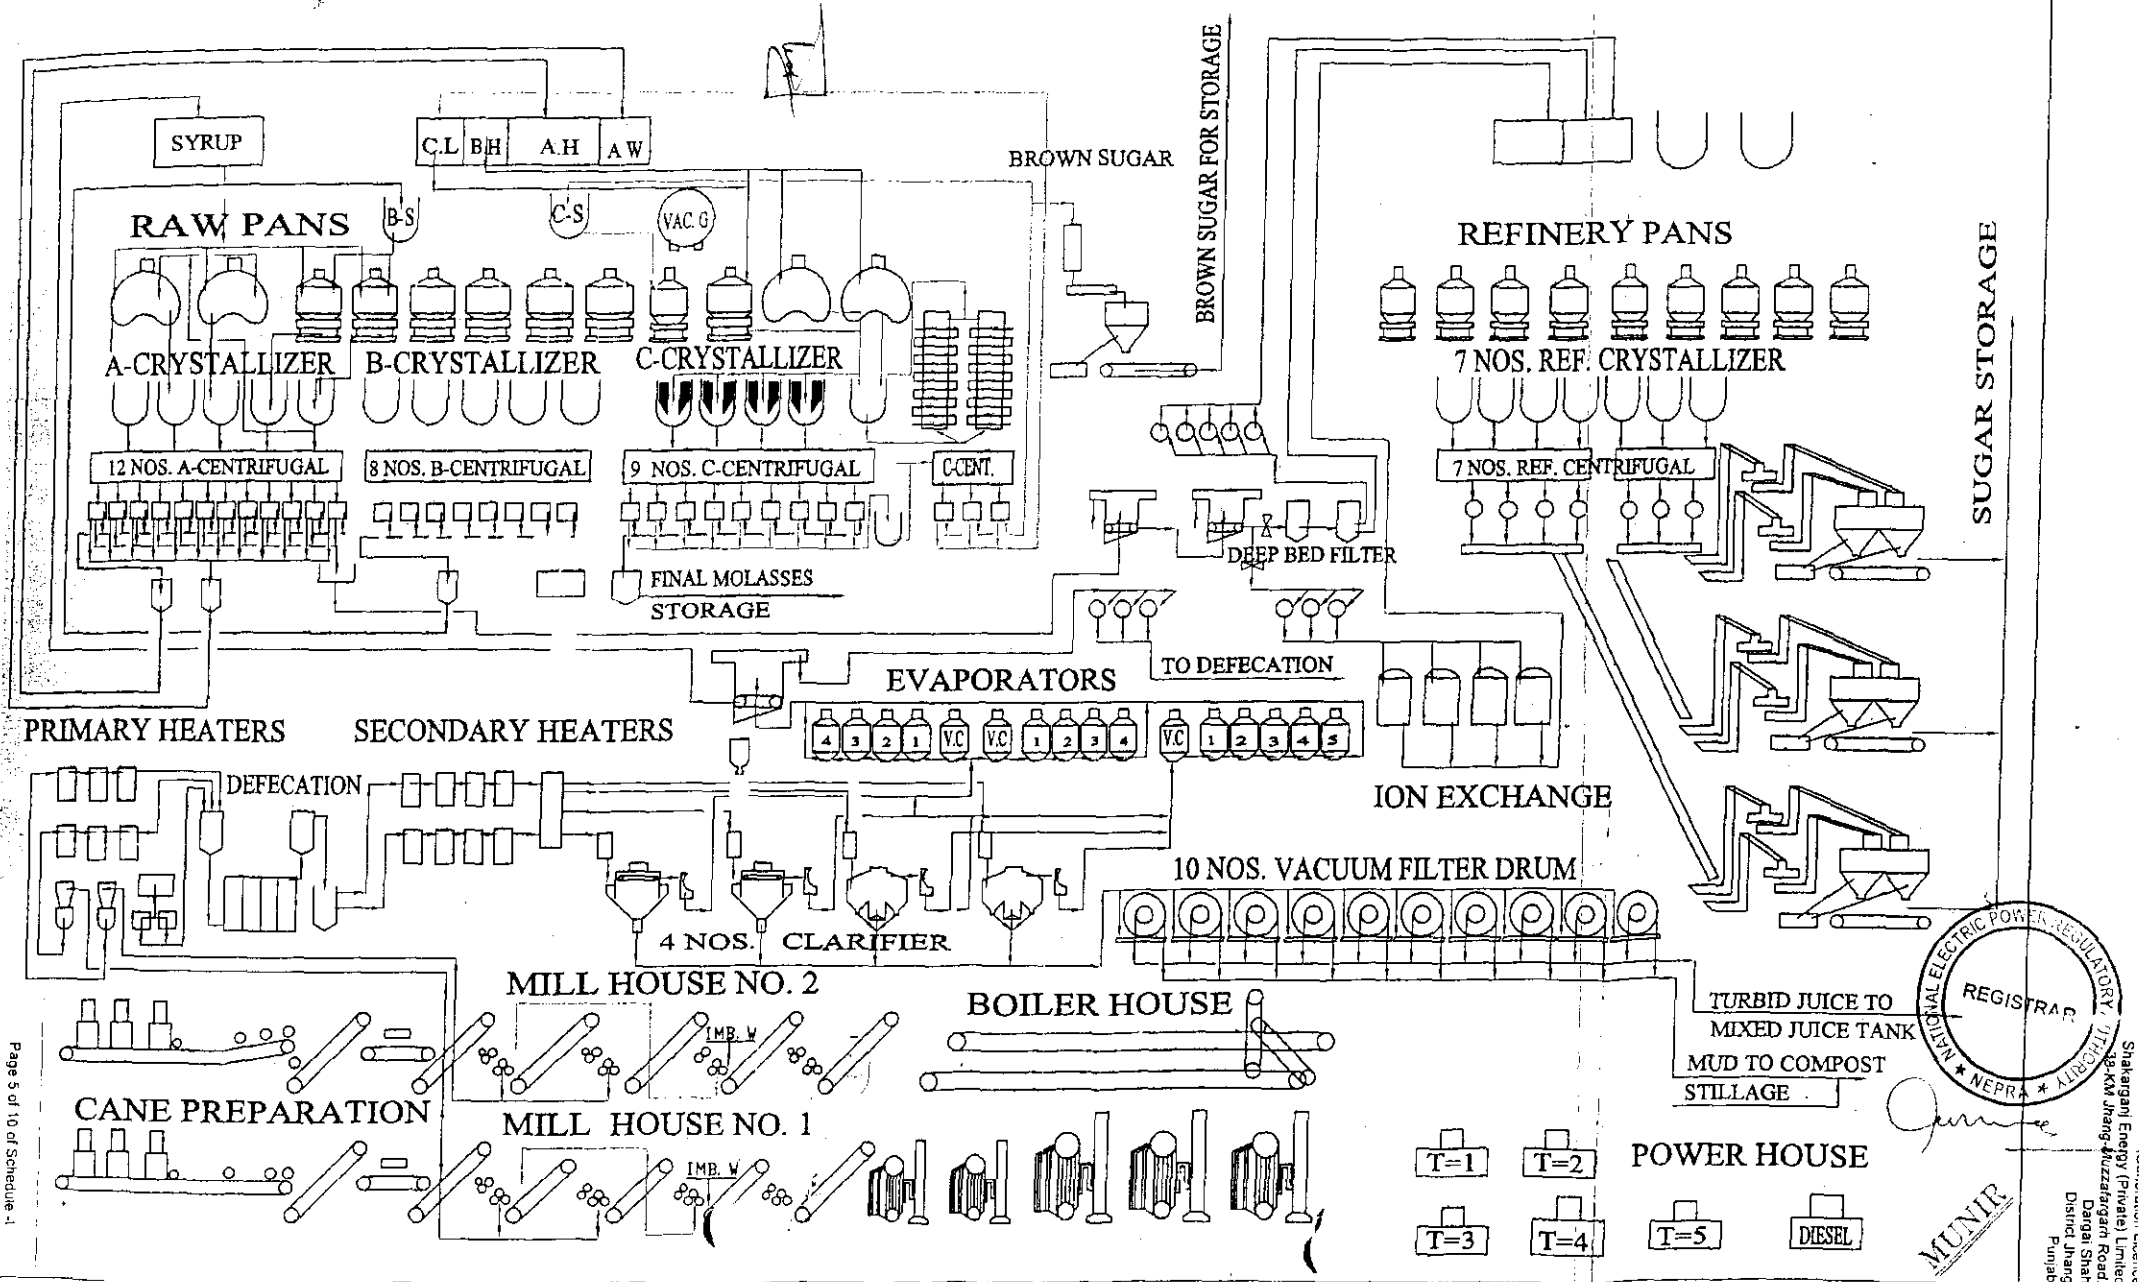 SYRUP
C.L B.H A.H A.W
BROWN SUGAR
BROWN SUGAR FOR STORAGE
RAW PANS
B-S
C-S
VAC. G
REFINERY PANS
SUGAR STORAGE
A-CRYSTALLIZER
B-CRYSTALLIZER
C-CRYSTALLIZER
7 NOS. REF. CRYSTALLIZER
12 NOS. A-CENTRIFUGAL
8 NOS. B-CENTRIFUGAL
9 NOS. C-CENTRIFUGAL
C-CENT.
7 NOS. REF. CENTRIFUGAL
DEEP BED FILTER
FINAL MOLASSES
STORAGE
TO DEFECATION
EVAPORATORS
4 3 2 1 V.C V.C 1 2 3 4 V.C 1 2 3 4 5
PRIMARY HEATERS
SECONDARY HEATERS
DEFECATION
ION EXCHANGE
10 NOS. VACUUM FILTER DRUM
4 NOS. CLARIFIER
MILL HOUSE NO. 2
IMB. W
BOILER HOUSE
TURBID JUICE TO
MIXED JUICE TANK
MUD TO COMPOST
STILLAGE
CANE PREPARATION
MILL HOUSE NO. 1
IMB. W
T=1
T=2
POWER HOUSE
T=3
T=4
T=5
DIESEL
NATIONAL ELECTRIC POWER REGULATORY
REGISTRAR
★ NEPRA ★
MUNIR
Shakarganj Energy (Private) Limited
Dargai Shah
District Jhang
Punjab
Page 5 of 10 of Schedule -I